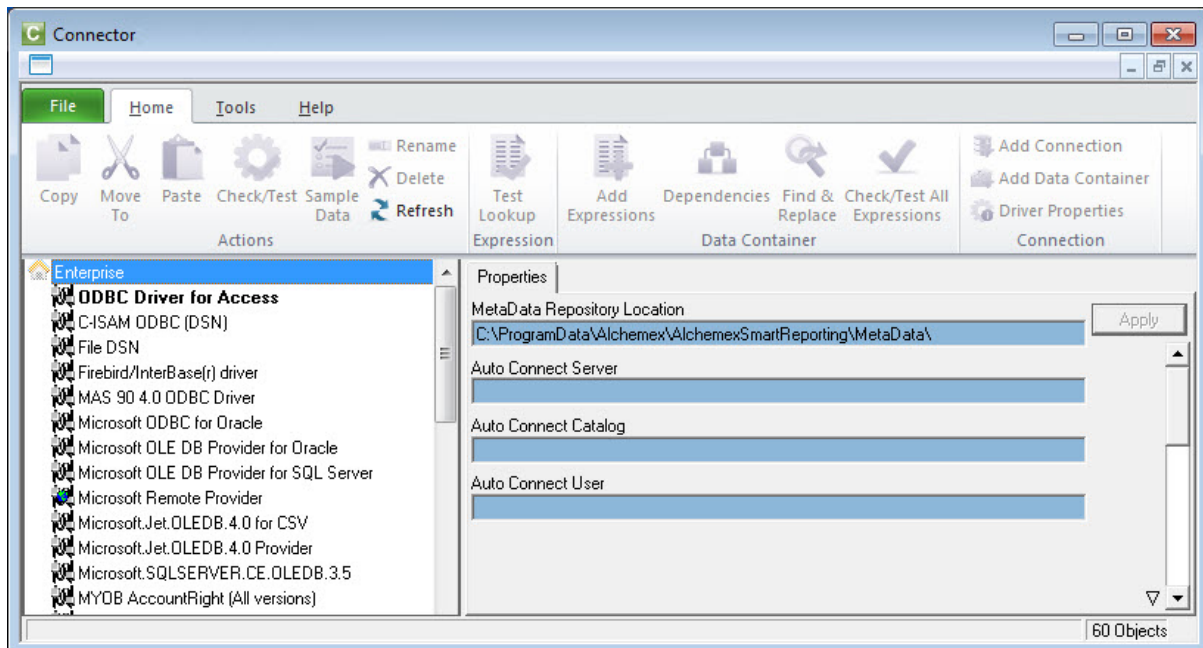 C Connector
File Home Tools Help
Copy
Move To
Paste
Check/Test
Sample Data
Rename
Delete
Refresh
Actions
Test Lookup
Expression
Add Expressions
Dependencies
Find & Replace
Check/Test All Expressions
Data Container
Add Connection
Add Data Container
Driver Properties
Connection
Enterprise
ODBC Driver for Access
C-ISAM ODBC (DSN)
File DSN
Firebird/InterBase(r) driver
MAS 90 4.0 ODBC Driver
Microsoft ODBC for Oracle
Microsoft OLE DB Provider for Oracle
Microsoft OLE DB Provider for SQL Server
Microsoft Remote Provider
Microsoft.Jet.OLEDB.4.0 for CSV
Microsoft.Jet.OLEDB.4.0 Provider
Microsoft.SQLSERVER.CE.OLEDB.3.5
MYOB AccountRight (All versions)
Properties
MetaData Repository Location
Apply
C:\ProgramData\Alchemex\AlchemexSmartReporting\MetaData\
Auto Connect Server
Auto Connect Catalog
Auto Connect User
60 Objects